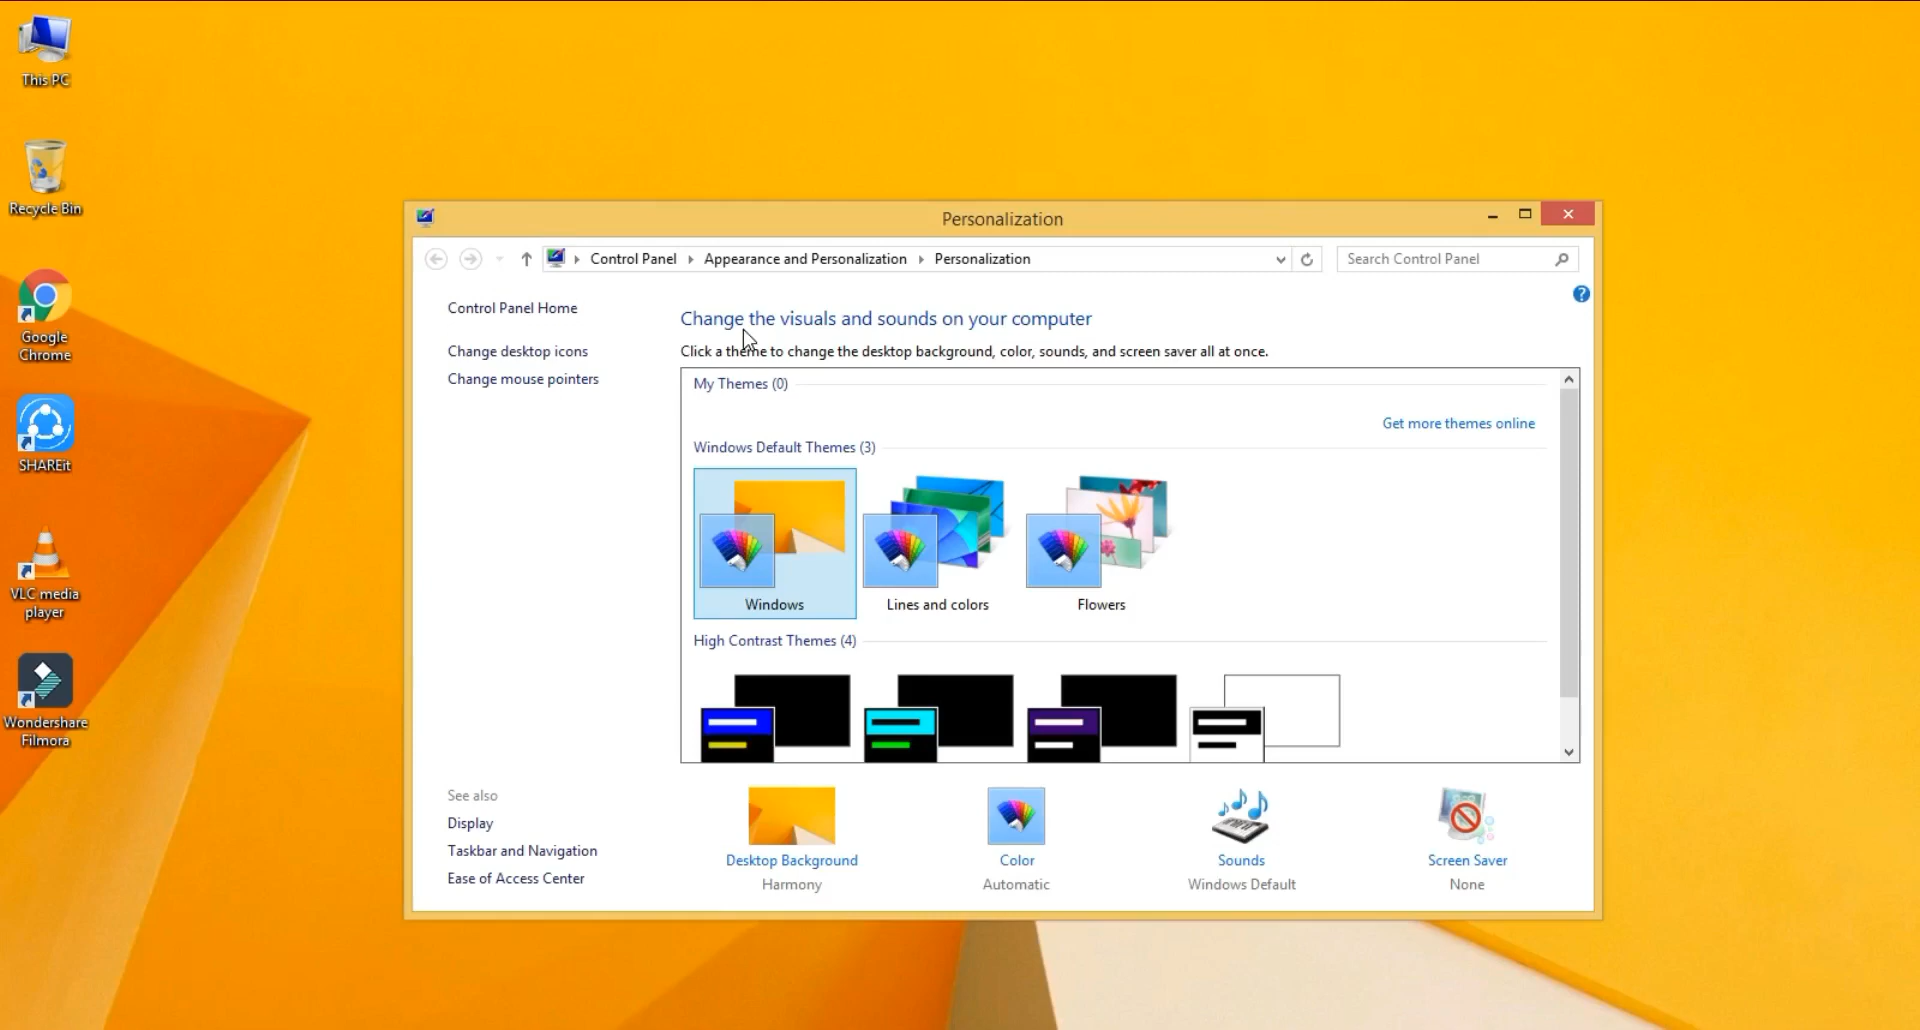 This PC
Recycle Bin
Google
Chrome
SHAREit
VLC media
player
Wondershare
Filmora
Personalization
Control Panel
Appearance and Personalization
Personalization
Search Control Panel
Control Panel Home
Change desktop icons
Change mouse pointers
See also
Display
Taskbar and Navigation
Ease of Access Center
Change the visuals and sounds on your computer
Click a theme to change the desktop background, color, sounds, and screen saver all at once.
My Themes (0)
Get more themes online
Windows Default Themes (3)
Windows
Lines and colors
Flowers
High Contrast Themes (4)
Desktop Background
Harmony
Color
Automatic
Sounds
Windows Default
Screen Saver
None